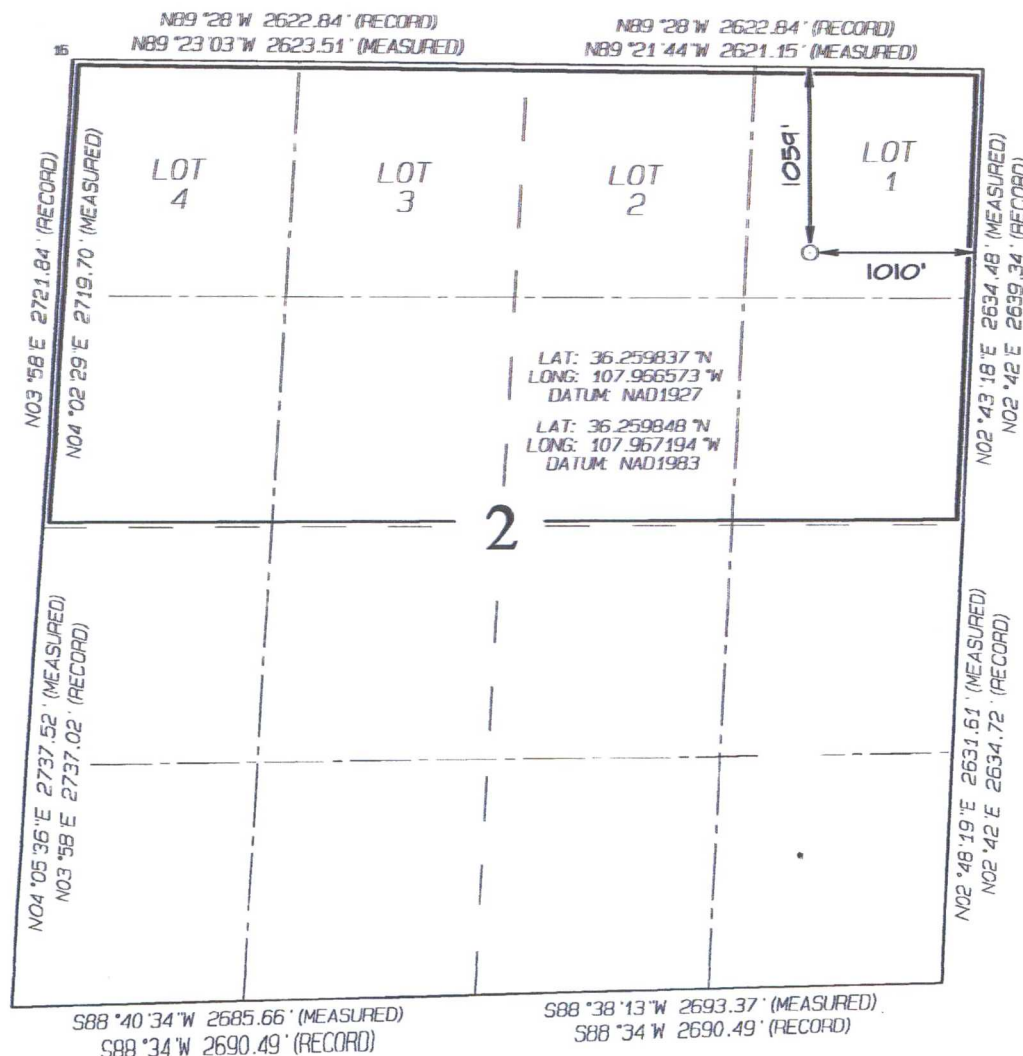 N89°28'W 2622.84' (RECORD)
N89°23'03"W 2623.51' (MEASURED)
N89°28'W 2622.84' (RECORD)
N89°21'44"W 2621.15' (MEASURED)
16
N03°58'E 2721.84' (RECORD)
N04°02'29"E 2719.70' (MEASURED)
LOT
4
LOT
3
LOT
2
LOT
1
1059'
1010'
N02°43'18"E 2634.48' (MEASURED)
N02°42'E 2639.34' (RECORD)
LAT: 36.259837°N
LONG: 107.966573°W
DATUM: NAD1927
LAT: 36.259848°N
LONG: 107.967194°W
DATUM: NAD1983
2
N04°05'36"E 2737.52' (MEASURED)
N03°58'E 2737.02' (RECORD)
N02°48'19"E 2631.61' (MEASURED)
N02°42'E 2634.72' (RECORD)
S88°40'34"W 2685.66' (MEASURED)
S88°34'W 2690.49' (RECORD)
S88°38'13"W 2693.37' (MEASURED)
S88°34'W 2690.49' (RECORD)